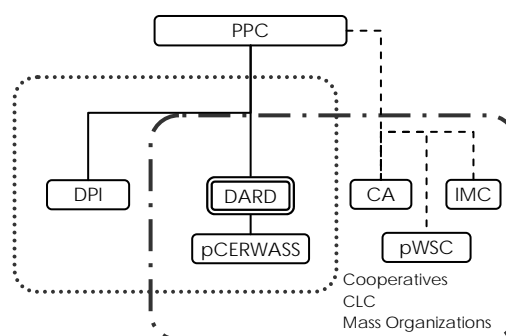 PPC
DPI
DARD
CA
IMC
pCERWASS
pWSC
Cooperatives
CLC
Mass Organizations